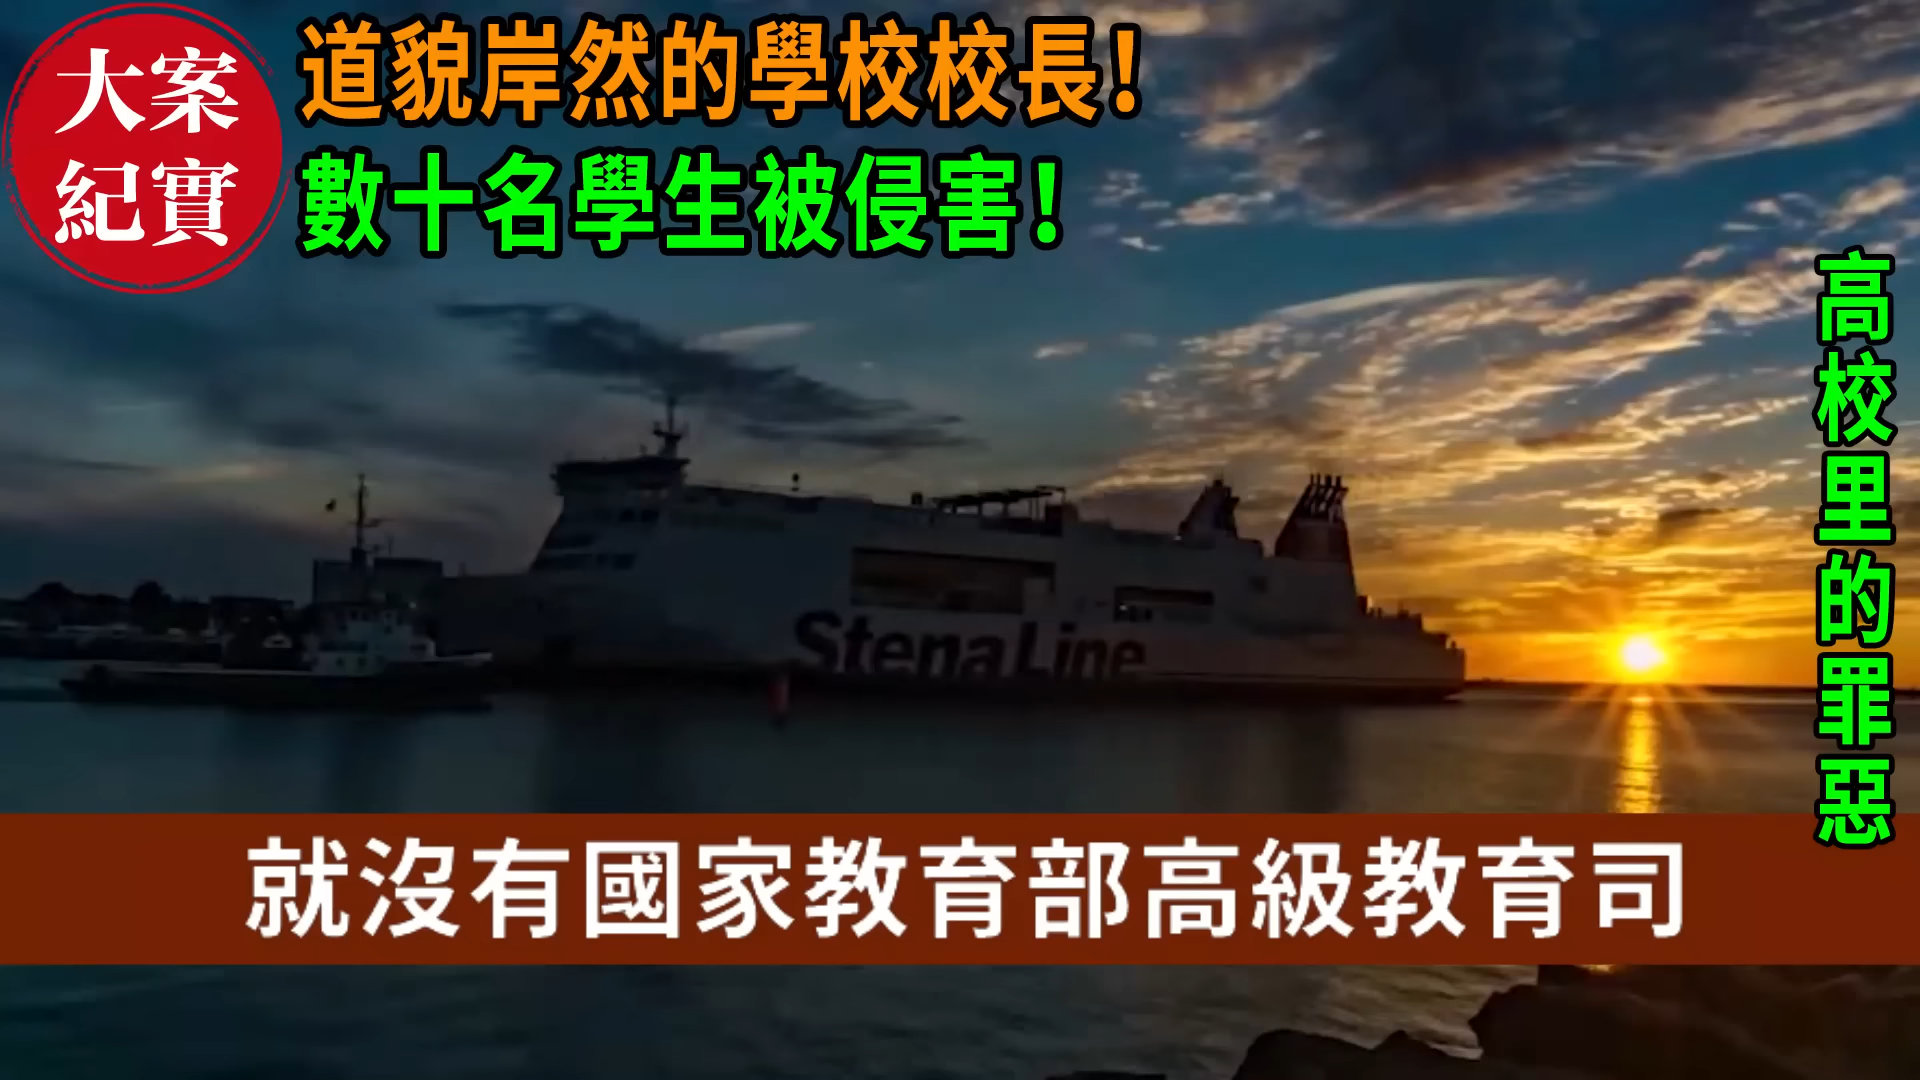 大案
紀實
道貌岸然的學校校長！
數十名學生被侵害！
高校里的罪惡
Stena Line
就沒有國家教育部高級教育司